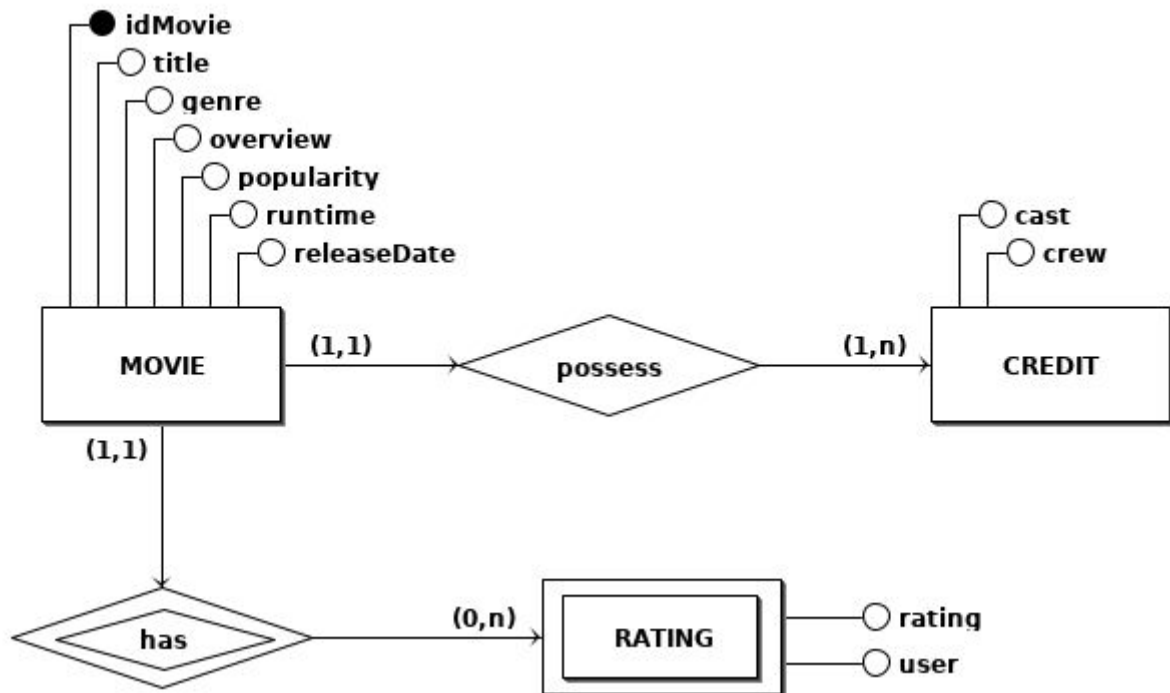 idMovie
title
genre
overview
popularity
runtime
releaseDate
cast
crew
MOVIE
(1,1)
possess
(1,n)
CREDIT
(1,1)
has
(0,n)
RATING
rating
user